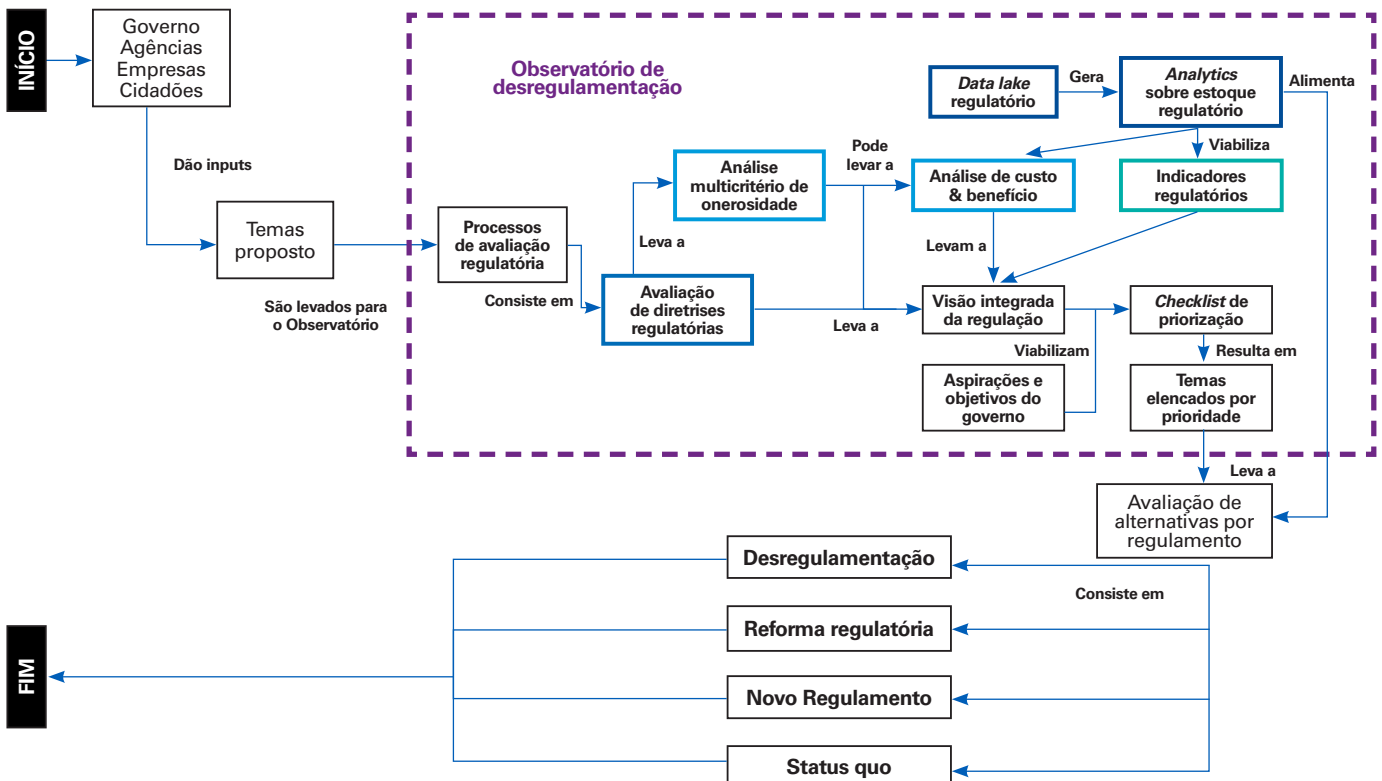 INÍCIO
Governo
Agências
Empresas
Cidadões
Dão inputs
Temas
proposto
São levados para
o Observatório
Observatório de
desregulamentação
Data lake
regulatório
Gera
Analytics
sobre estoque
regulatório
Alimenta
Viabiliza
Pode
levar a
Análise
multicritério de
onerosidade
Análise de custo
& benefício
Indicadores
regulatórios
Processos
de avaliação
regulatória
Leva a
Levam a
Consiste em
Avaliação
de diretrises
regulatórias
Leva a
Visão integrada
da regulação
Checklist de
priorização
Viabilizam
Resulta em
Aspirações e
objetivos do
governo
Temas
elencados por
prioridade
Leva a
Avaliação de
alternativas por
regulamento
Consiste em
Desregulamentação
Reforma regulatória
Novo Regulamento
Status quo
FIM